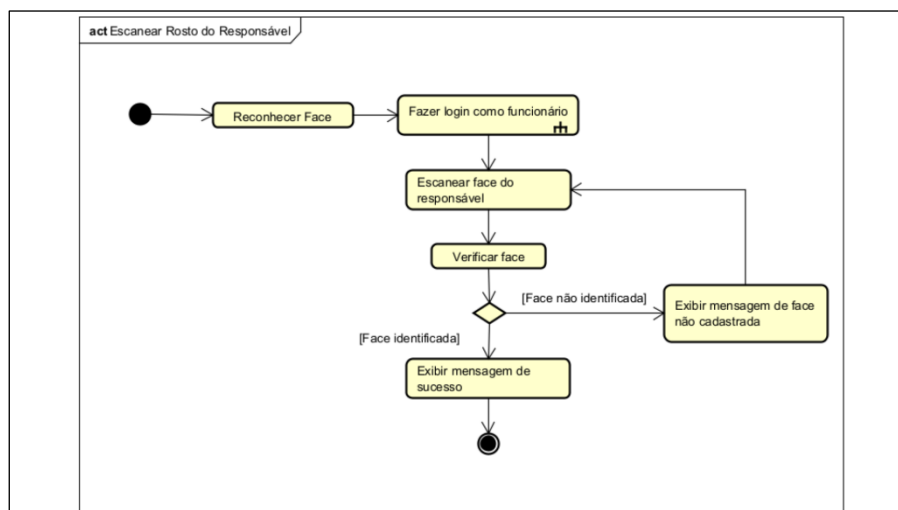 act Escanear Rosto do Responsável
Reconhecer Face
Fazer login como funcionário
Escanear face do
responsável
Verificar face
[Face não identificada]
Exibir mensagem de face
não cadastrada
[Face identificada]
Exibir mensagem de
sucesso